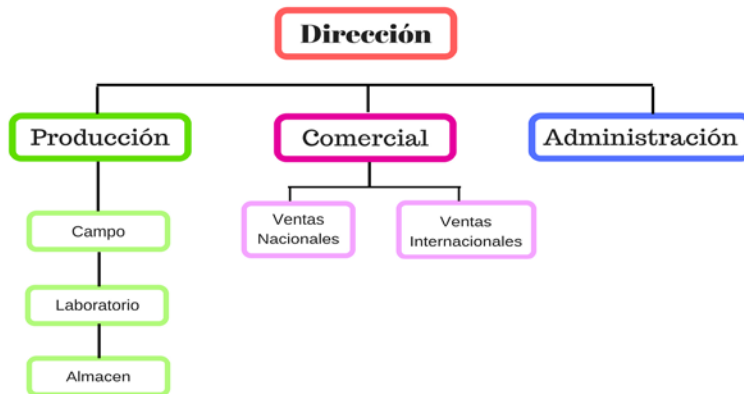 Dirección
Producción
Comercial
Administración
Campo
Ventas
Nacionales
Ventas
Internacionales
Laboratorio
Almacen